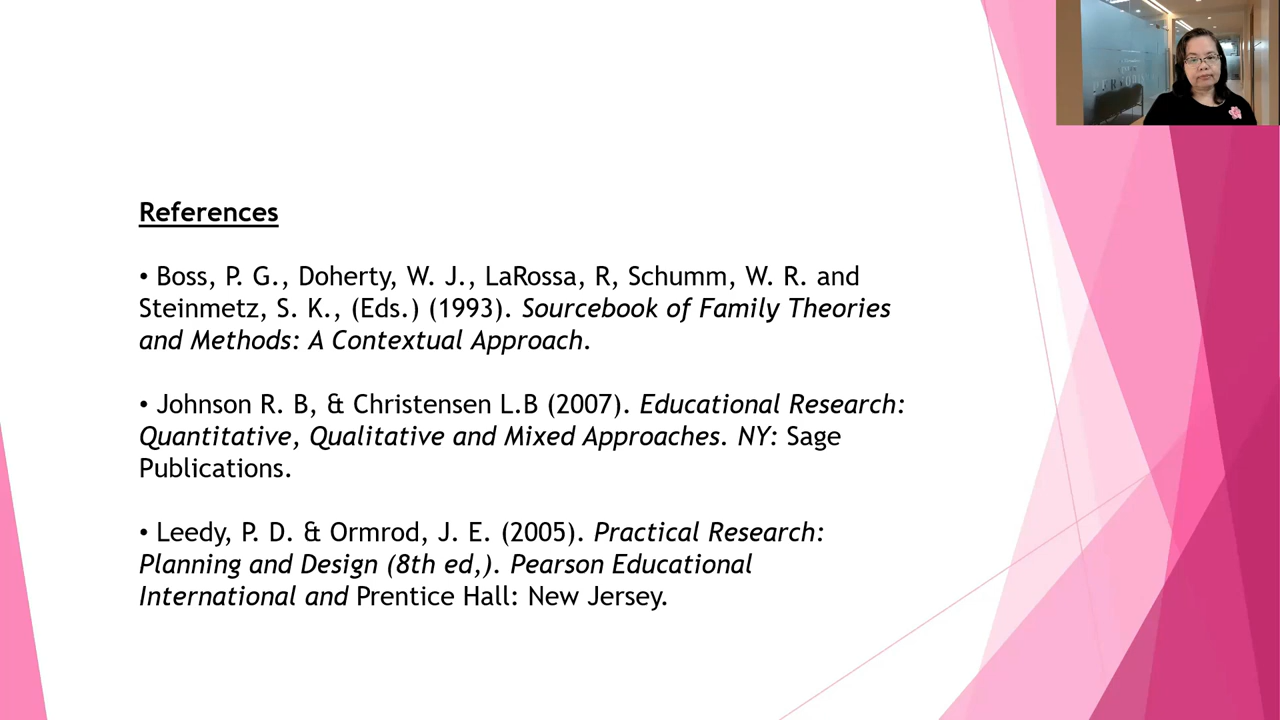 References
• Boss, P. G., Doherty, W. J., LaRossa, R, Schumm, W. R. and
Steinmetz, S. K., (Eds.) (1993). Sourcebook of Family Theories
and Methods: A Contextual Approach.
• Johnson R. B, & Christensen L.B (2007). Educational Research:
Quantitative, Qualitative and Mixed Approaches. NY: Sage
Publications.
• Leedy, P. D. & Ormrod, J. E. (2005). Practical Research:
Planning and Design (8th ed,). Pearson Educational
International and Prentice Hall: New Jersey.